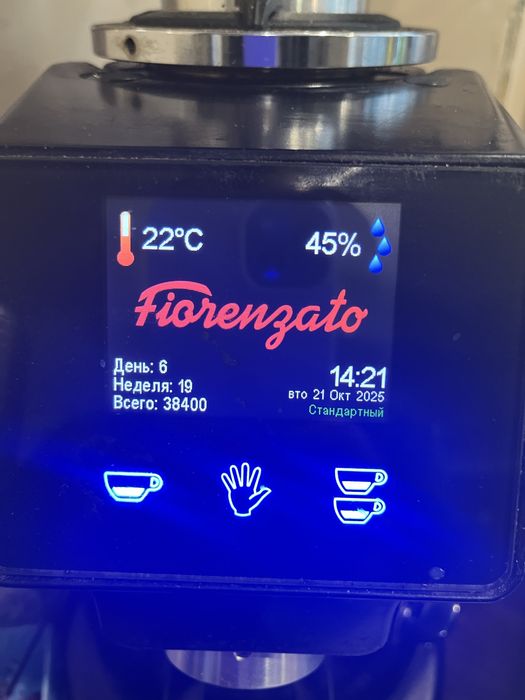 22°C
45%
Fiorenzato
День: 6
Неделя: 19
Всего: 38400
14:21
вто 21 Окт 2025
Стандартный